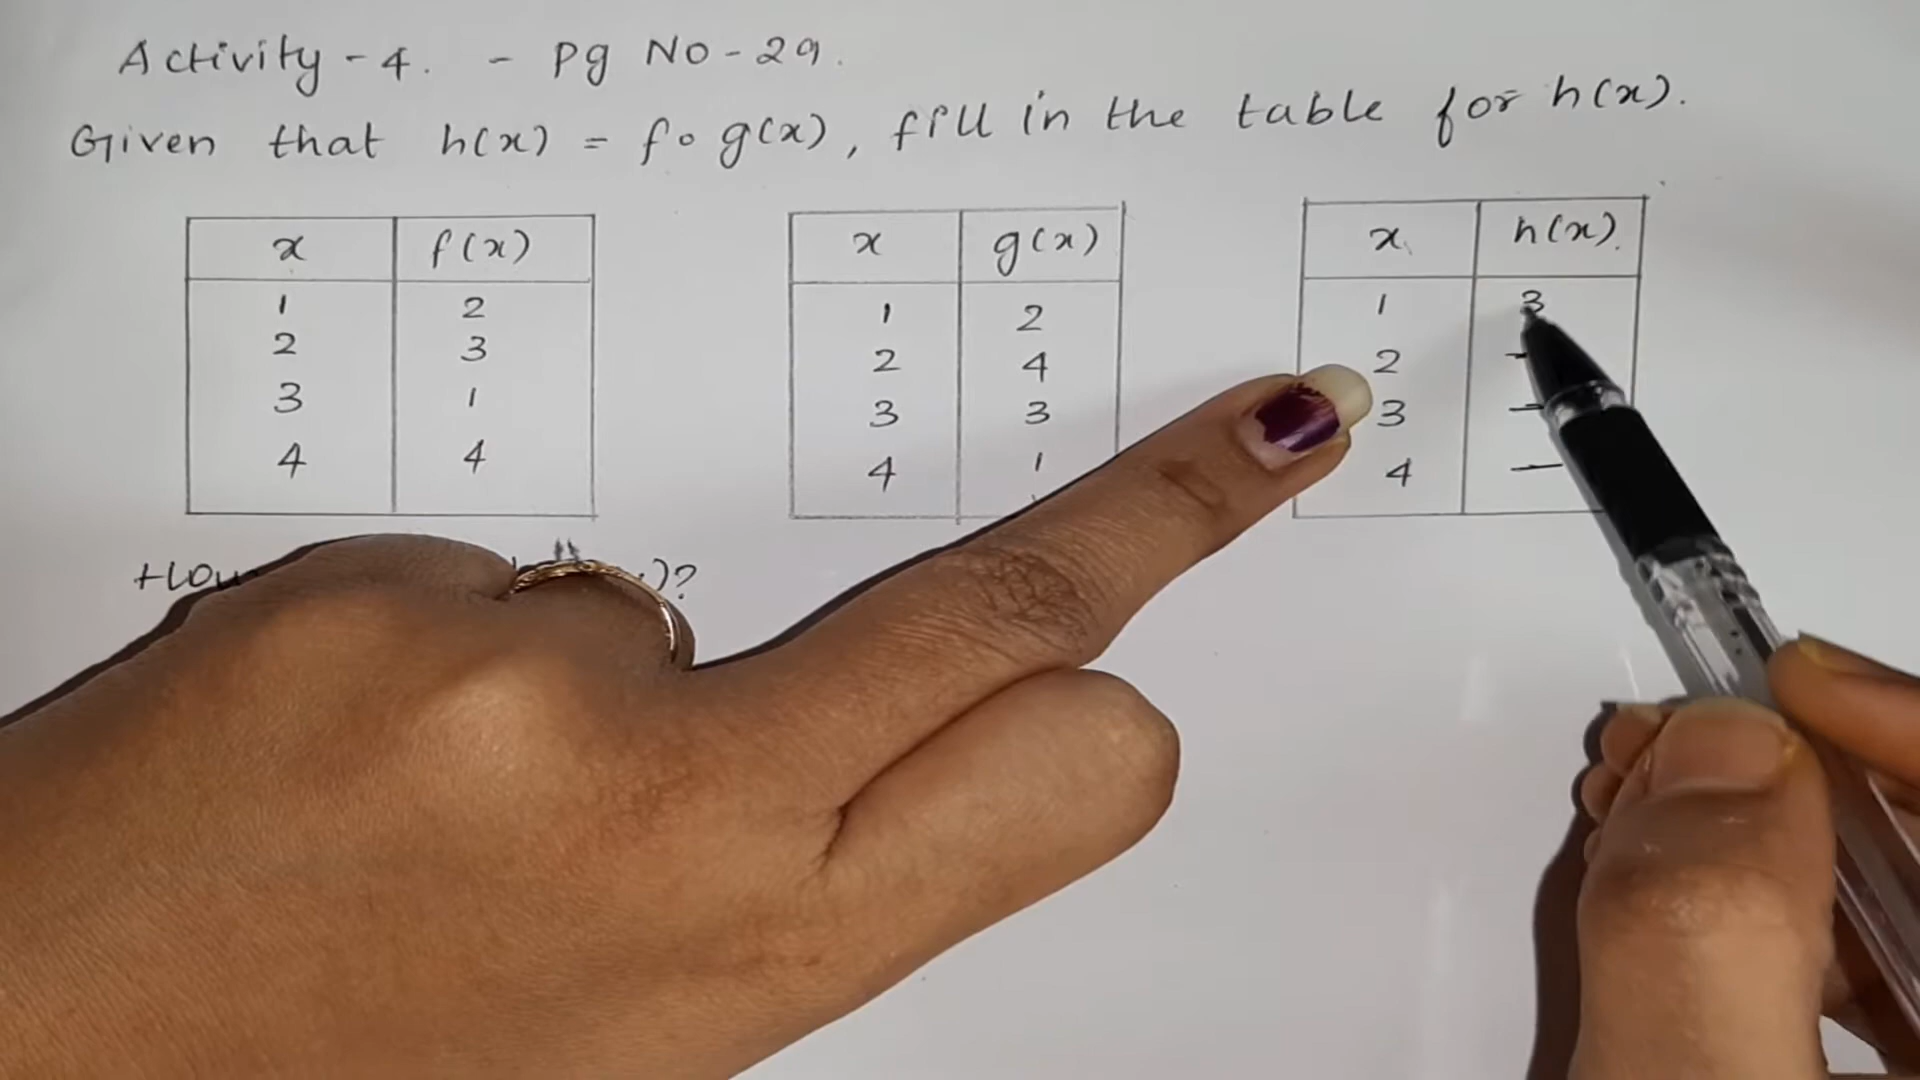 Activity - 4. - Pg No - 29.
Given that h(x) = f∘g(x), fill in the table for h(x).
x f(x)
1 2
2 3
3 1
4 4
x g(x)
1 2
2 4
3 3
4 1
x h(x)
1 3
2 -
3 -
4 -
)?